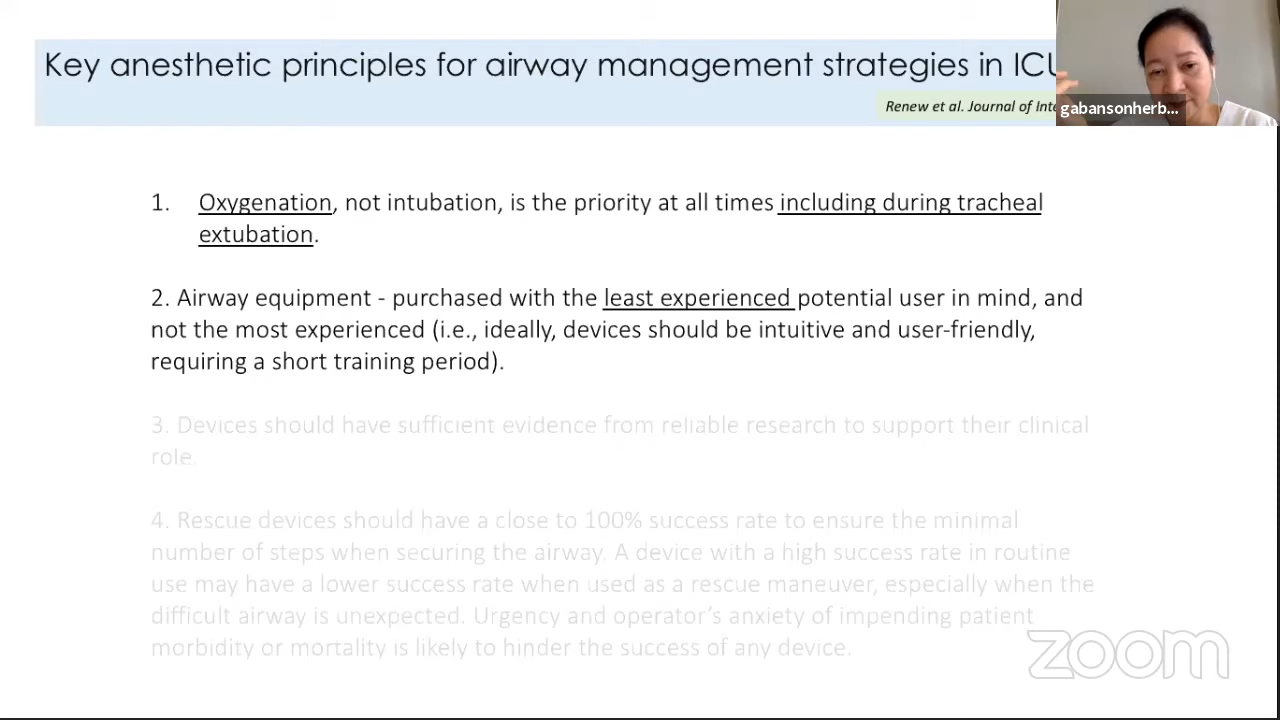 Key anesthetic principles for airway management strategies in ICU
Renew et al. Journal of Int
gabansonherb...
1. Oxygenation, not intubation, is the priority at all times including during tracheal
extubation.
2. Airway equipment - purchased with the least experienced potential user in mind, and
not the most experienced (i.e., ideally, devices should be intuitive and user-friendly,
requiring a short training period).
3. Devices should have sufficient evidence from reliable research to support their clinical
role.
4. Rescue devices should have a close to 100% success rate to ensure the minimal
number of steps when securing the airway. A device with a high success rate in routine
use may have a lower success rate when used as a rescue maneuver, especially when the
difficult airway is unexpected. Urgency and operator's anxiety of impending patient
morbidity or mortality is likely to hinder the success of any device.
zoom